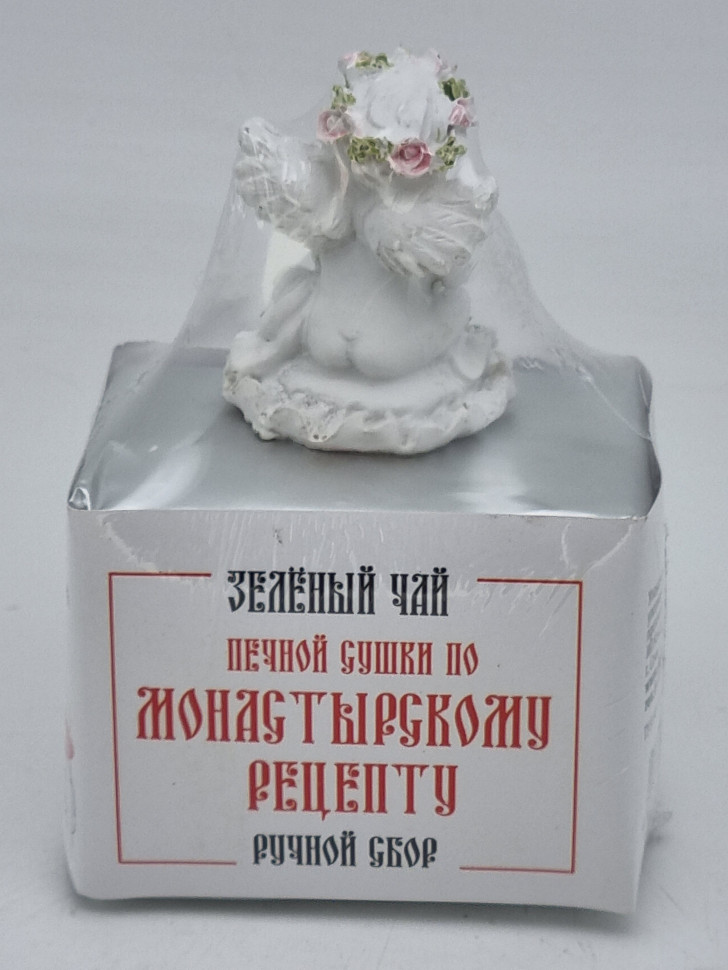 ЗЕЛЁНЫЙ ЧАЙ
ПЕЧНОЙ СУШКИ ПО
МОНАСТЫРСКОМУ
РЕЦЕПТУ
РУЧНОЙ СБОР